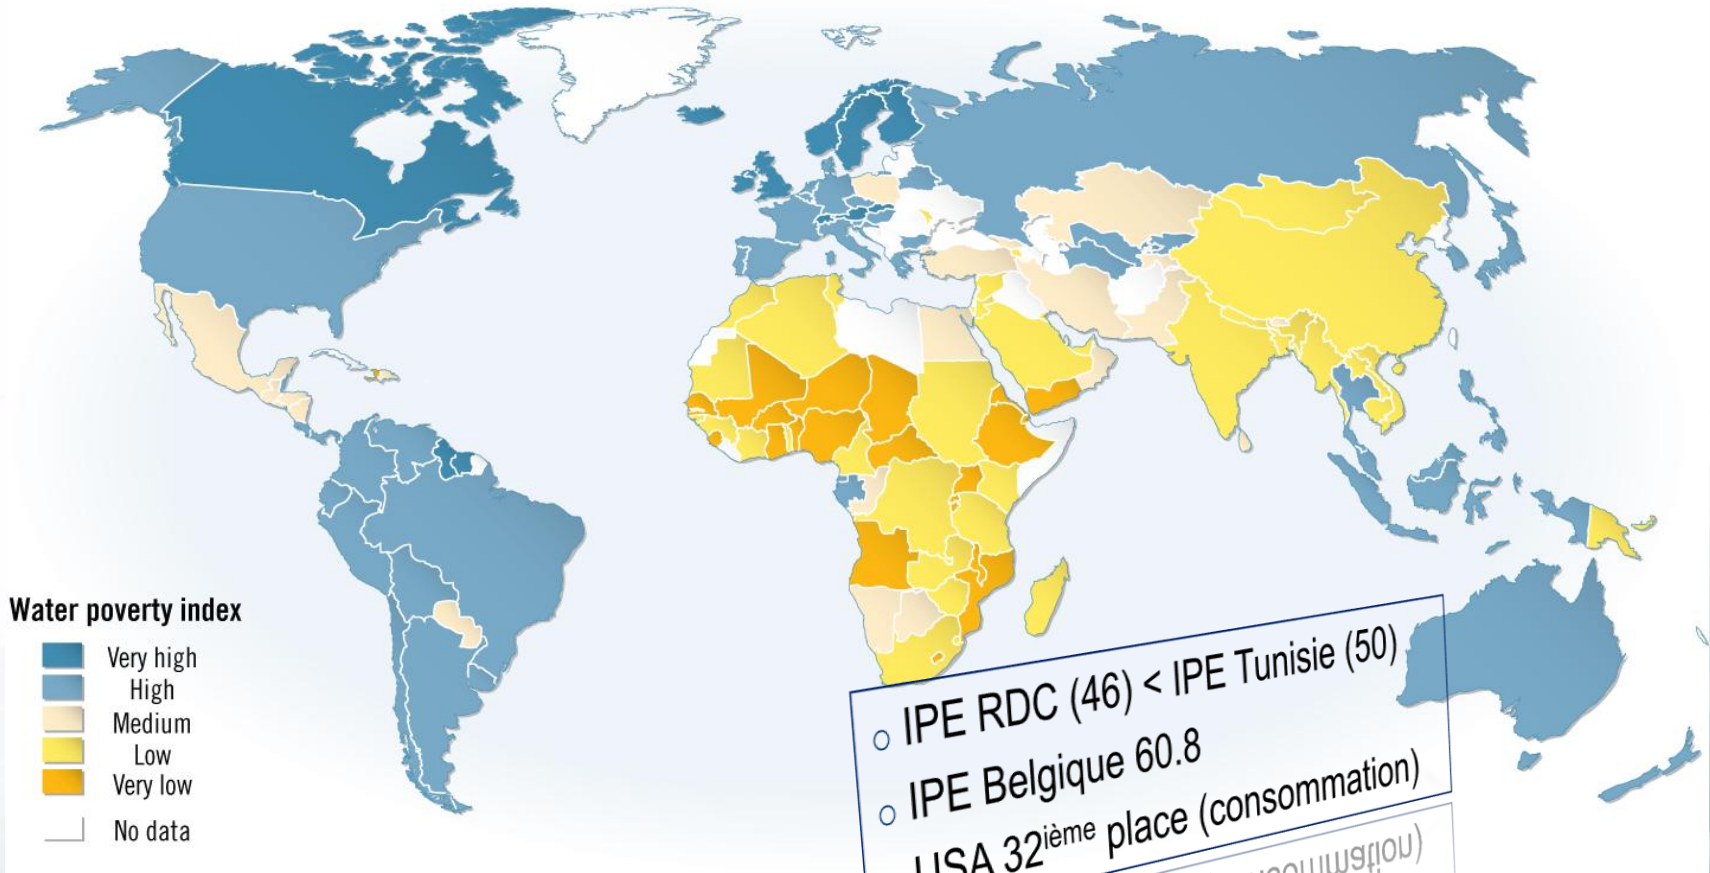 Water poverty index
Very high
High
Medium
Low
Very low
No data
○ IPE RDC (46) < IPE Tunisie (50)
○ IPE Belgique 60.8
USA 32ième place (consommation)